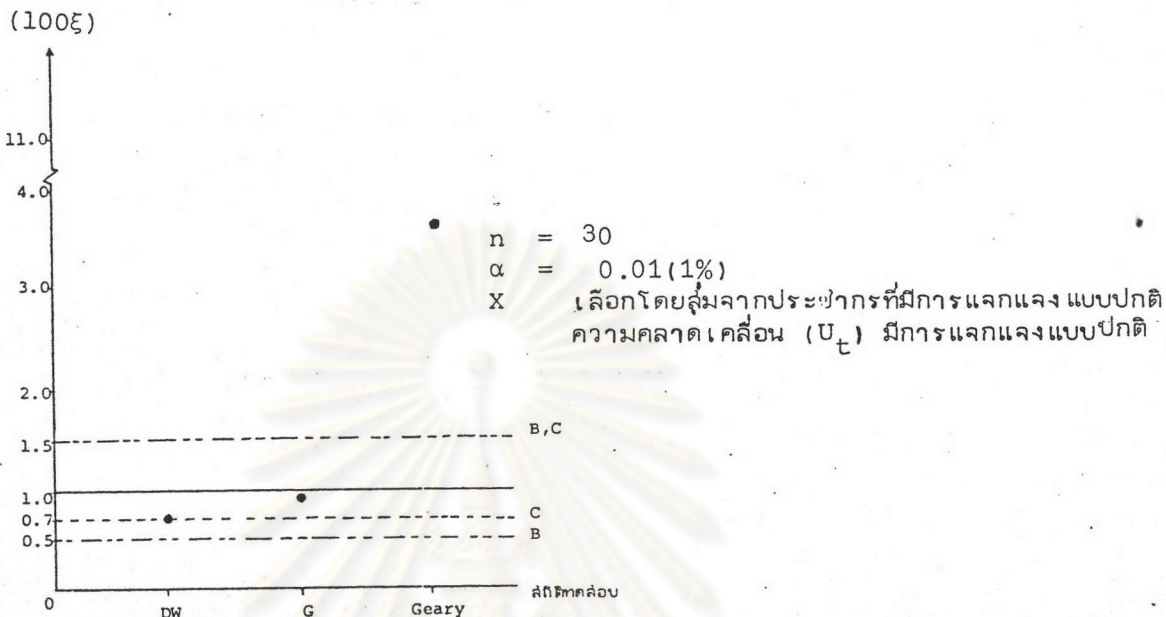 (100ξ)
11.0
4.0
n = 30
α = 0.01(1%)
3.0
X เลือกโดยสุ่มจากประชากรที่มีการแจกแจงแบบปกติ
ความคลาดเคลื่อน (U_t) มีการแจกแจงแบบปกติ
2.0
B,C
1.5
1.0
0.7
C
0.5
B
สถิติทดสอบ
0
DW G Geary